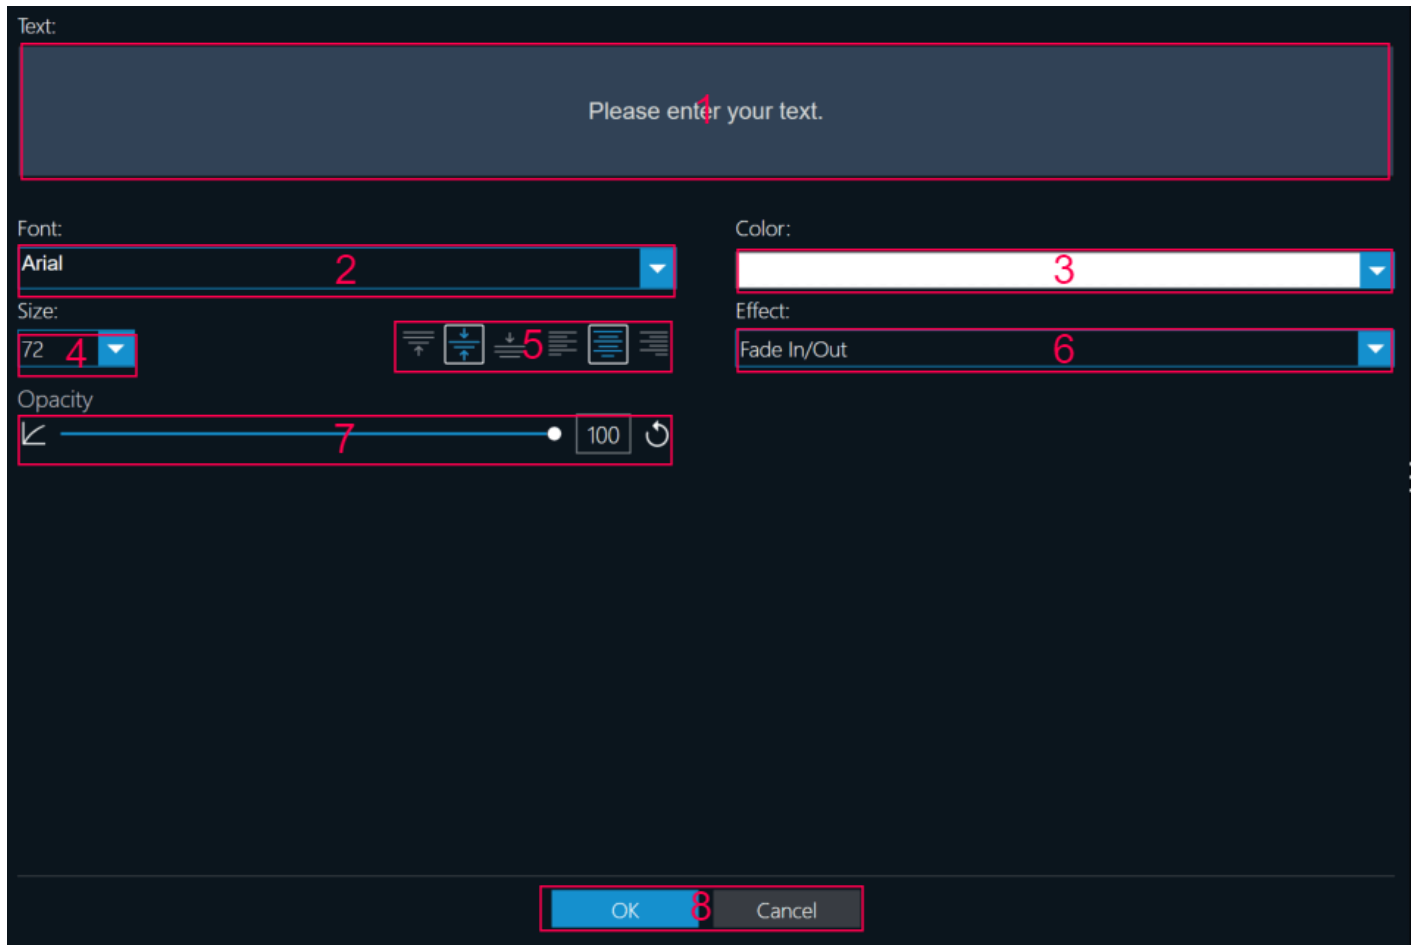 Text:
Please enter your text.
1
Font:
Color:
Arial
2
3
Size:
Effect:
72
4
5
Fade In/Out
6
Opacity
7
100
OK
8
Cancel